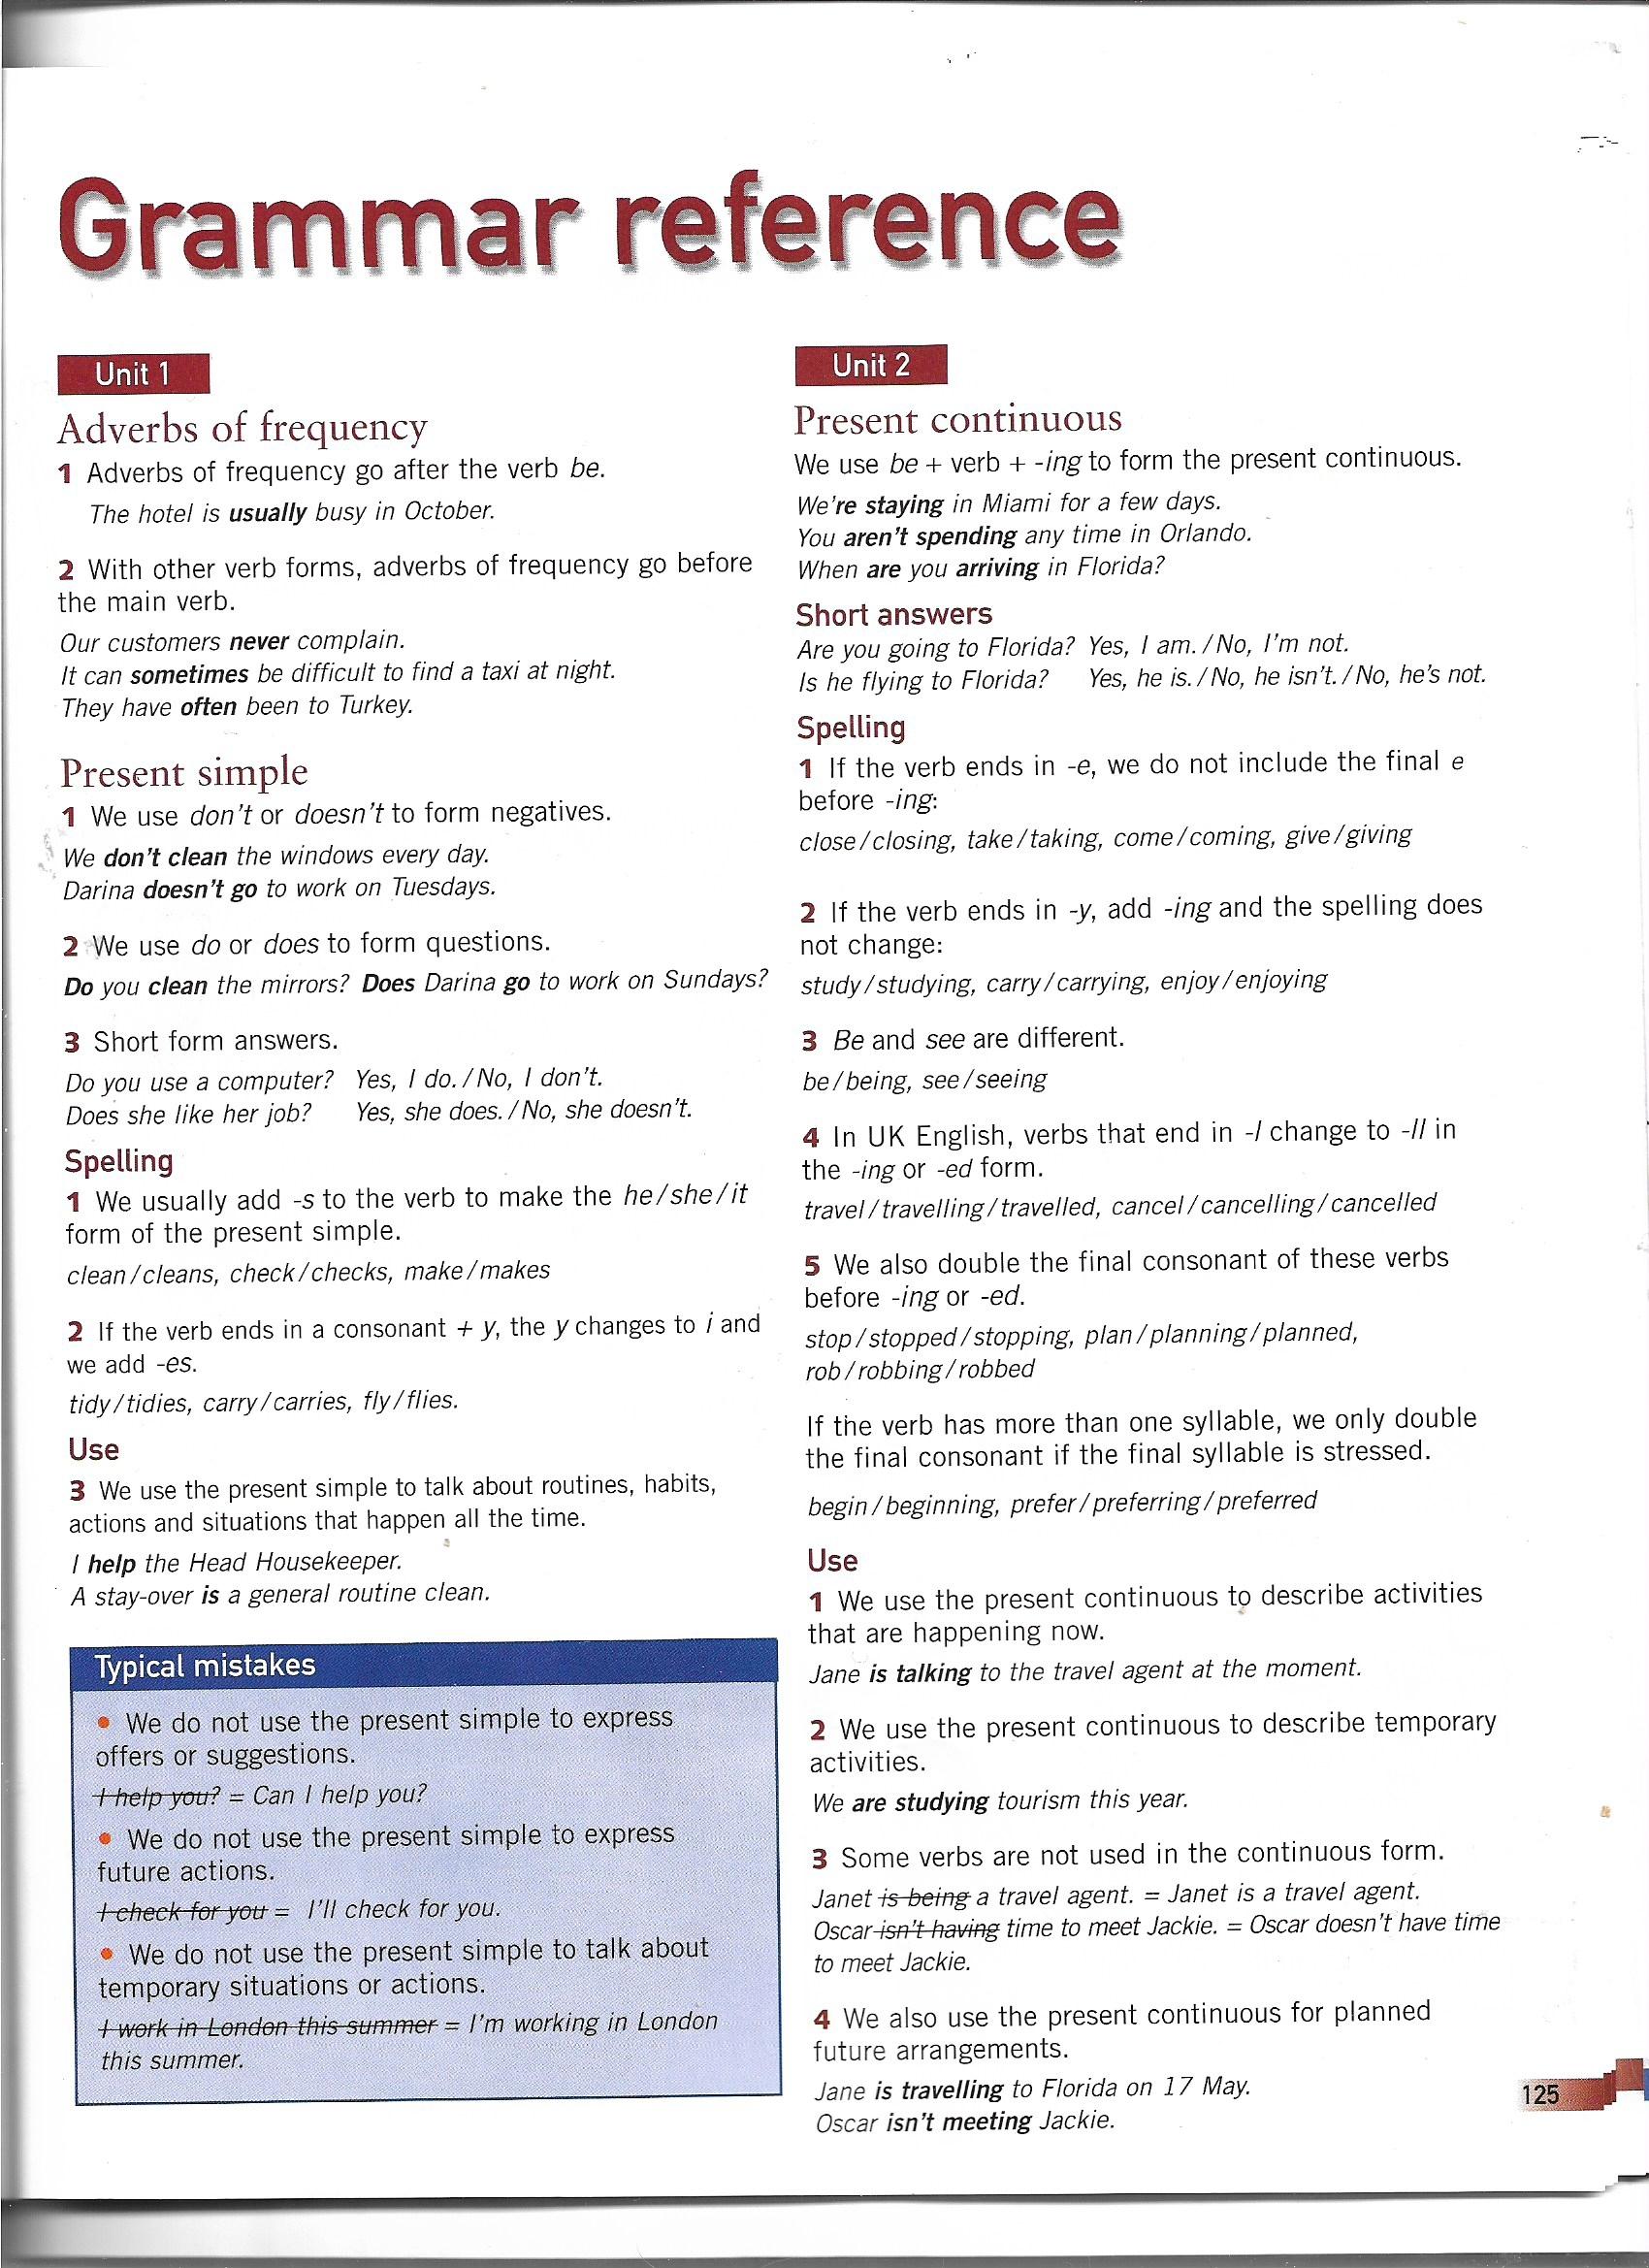 Grammar reference
Unit 1
Adverbs of frequency
1 Adverbs of frequency go after the verb be.
The hotel is usually busy in October.
2 With other verb forms, adverbs of frequency go before
the main verb.
Our customers never complain.
It can sometimes be difficult to find a taxi at night.
They have often been to Turkey.
Present simple
1 We use don't or doesn't to form negatives.
We don't clean the windows every day.
Darina doesn't go to work on Tuesdays.
2 We use do or does to form questions.
Do you clean the mirrors? Does Darina go to work on Sundays?
3 Short form answers.
Do you use a computer? Yes, I do. / No, I don't.
Does she like her job? Yes, she does. / No, she doesn't.
Spelling
1 We usually add -s to the verb to make the he/she/it
form of the present simple.
clean/cleans, check/checks, make/makes
2 If the verb ends in a consonant + y, the y changes to i and
we add -es.
tidy/tidies, carry/carries, fly/flies.
Use
3 We use the present simple to talk about routines, habits,
actions and situations that happen all the time.
I help the Head Housekeeper.
A stay-over is a general routine clean.
Typical mistakes
• We do not use the present simple to express
offers or suggestions.
I help you? = Can I help you?
• We do not use the present simple to express
future actions.
I check for you = I'll check for you.
• We do not use the present simple to talk about
temporary situations or actions.
I work in London this summer = I'm working in London
this summer.
Unit 2
Present continuous
We use be + verb + -ing to form the present continuous.
We're staying in Miami for a few days.
You aren't spending any time in Orlando.
When are you arriving in Florida?
Short answers
Are you going to Florida? Yes, I am. / No, I'm not.
Is he flying to Florida? Yes, he is. / No, he isn't. / No, he's not.
Spelling
1 If the verb ends in -e, we do not include the final e
before -ing:
close/closing, take/taking, come/coming, give/giving
2 If the verb ends in -y, add -ing and the spelling does
not change:
study/studying, carry/carrying, enjoy/enjoying
3 Be and see are different.
be/being, see/seeing
4 In UK English, verbs that end in -l change to -ll in
the -ing or -ed form.
travel/travelling/travelled, cancel/cancelling/cancelled
5 We also double the final consonant of these verbs
before -ing or -ed.
stop/stopped/stopping, plan/planning/planned,
rob/robbing/robbed
If the verb has more than one syllable, we only double
the final consonant if the final syllable is stressed.
begin/beginning, prefer/preferring/preferred
Use
1 We use the present continuous to describe activities
that are happening now.
Jane is talking to the travel agent at the moment.
2 We use the present continuous to describe temporary
activities.
We are studying tourism this year.
3 Some verbs are not used in the continuous form.
Janet is being a travel agent. = Janet is a travel agent.
Oscar isn't having time to meet Jackie. = Oscar doesn't have time
to meet Jackie.
4 We also use the present continuous for planned
future arrangements.
Jane is travelling to Florida on 17 May.
Oscar isn't meeting Jackie.
125